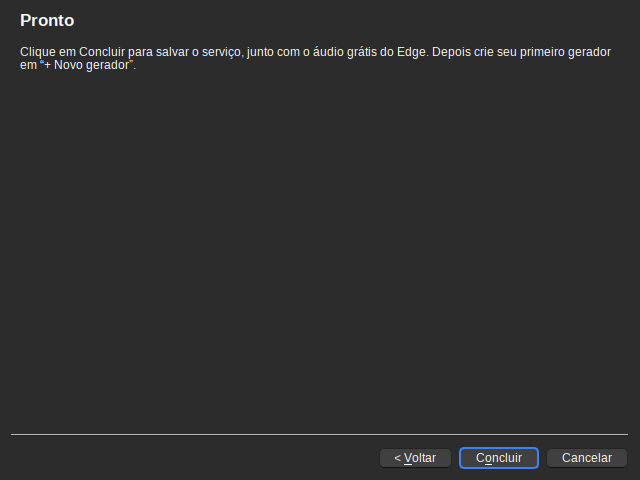 Pronto
Clique em Concluir para salvar o serviço, junto com o áudio grátis do Edge. Depois crie seu primeiro gerador
em “+ Novo gerador”.
< Voltar
Concluir
Cancelar